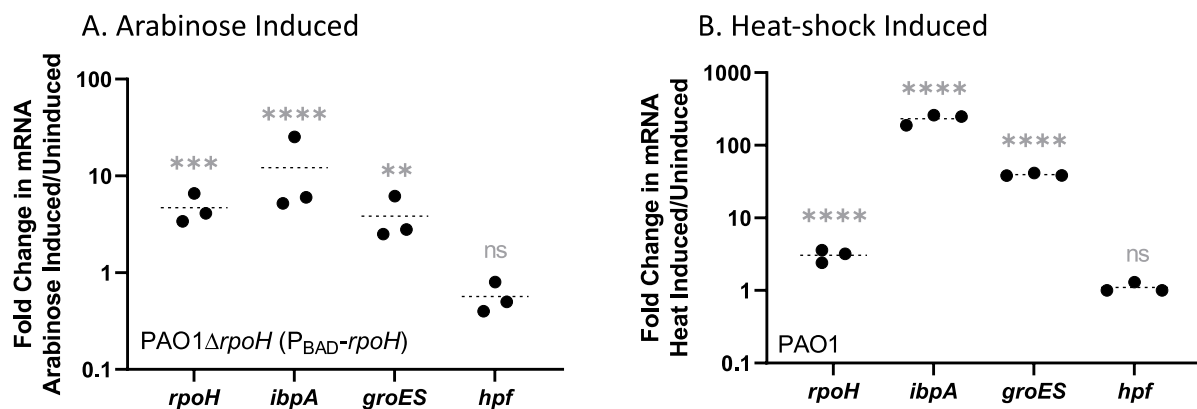 A. Arabinose Induced
Fold Change in mRNA
Arabinose Induced/Uninduced
100
10
1
0.1
***
****
**
ns
PAO1ΔrpoH (PBAD-rpoH)
rpoH ibpA groES hpf
B. Heat-shock Induced
Fold Change in mRNA
Heat Induced/Uninduced
1000
100
10
1
0.1
****
****
****
ns
PAO1
rpoH ibpA groES hpf